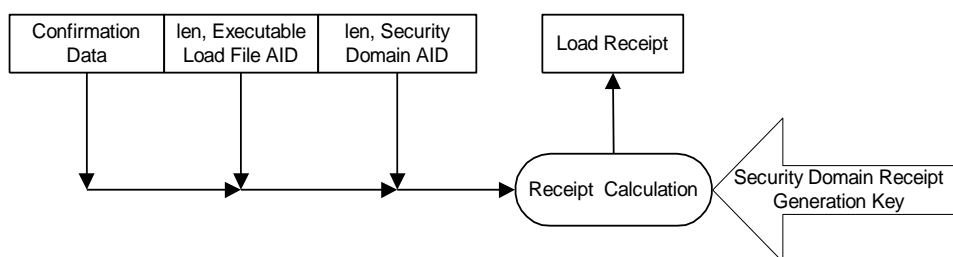 Confirmation
Data
len, Executable
Load File AID
len, Security
Domain AID
Load Receipt
Receipt Calculation
Security Domain Receipt
Generation Key